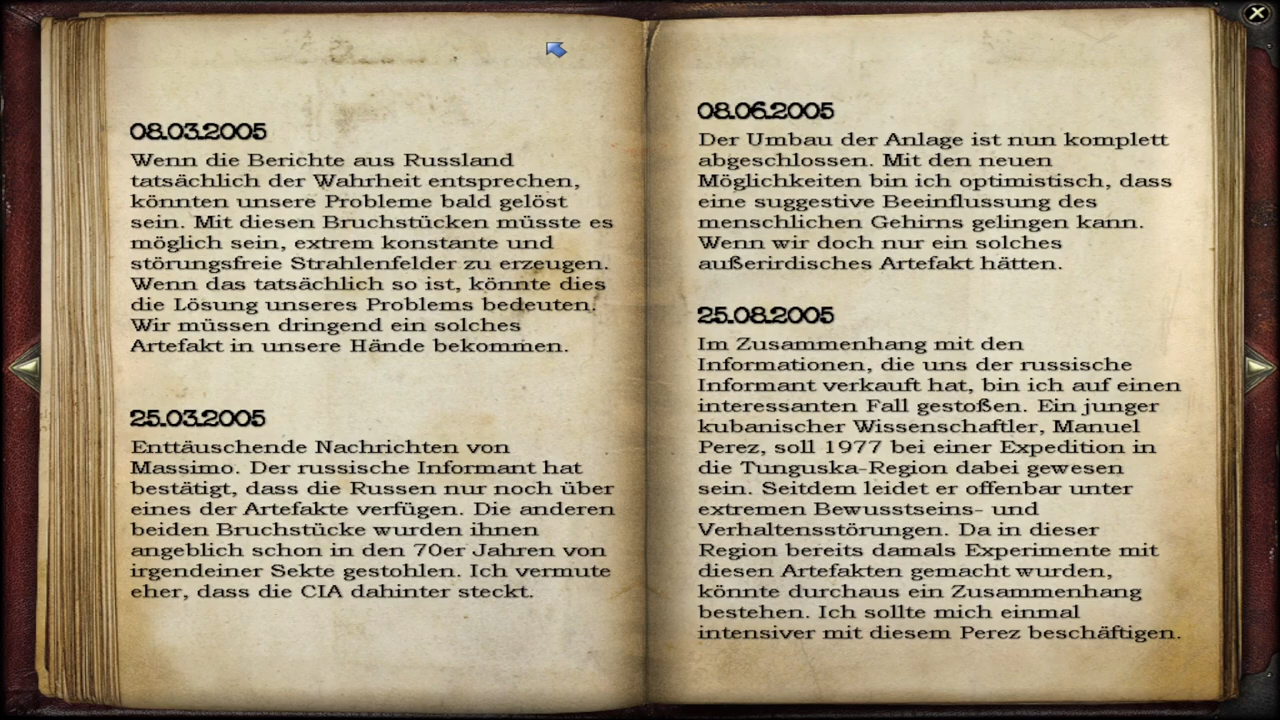 08.03.2005
Wenn die Berichte aus Russland
tatsächlich der Wahrheit entsprechen,
könnten unsere Probleme bald gelöst
sein. Mit diesen Bruchstücken müsste es
möglich sein, extrem konstante und
störungsfreie Strahlenfelder zu erzeugen.
Wenn das tatsächlich so ist, könnte dies
die Lösung unseres Problems bedeuten.
Wir müssen dringend ein solches
Artefakt in unsere Hände bekommen.
25.03.2005
Enttäuschende Nachrichten von
Massimo. Der russische Informant hat
bestätigt, dass die Russen nur noch über
eines der Artefakte verfügen. Die anderen
beiden Bruchstücke wurden ihnen
angeblich schon in den 70er Jahren von
irgendeiner Sekte gestohlen. Ich vermute
eher, dass die CIA dahinter steckt.
08.06.2005
Der Umbau der Anlage ist nun komplett
abgeschlossen. Mit den neuen
Möglichkeiten bin ich optimistisch, dass
eine suggestive Beeinflussung des
menschlichen Gehirns gelingen kann.
Wenn wir doch nur ein solches
außerirdisches Artefakt hätten.
25.08.2005
Im Zusammenhang mit den
Informationen, die uns der russische
Informant verkauft hat, bin ich auf einen
interessanten Fall gestoßen. Ein junger
kubanischer Wissenschaftler, Manuel
Perez, soll 1977 bei einer Expedition in
die Tunguska-Region dabei gewesen
sein. Seitdem leidet er offenbar unter
extremen Bewusstseins- und
Verhaltensstörungen. Da in dieser
Region bereits damals Experimente mit
diesen Artefakten gemacht wurden,
könnte durchaus ein Zusammenhang
bestehen. Ich sollte mich einmal
intensiver mit diesem Perez beschäftigen.